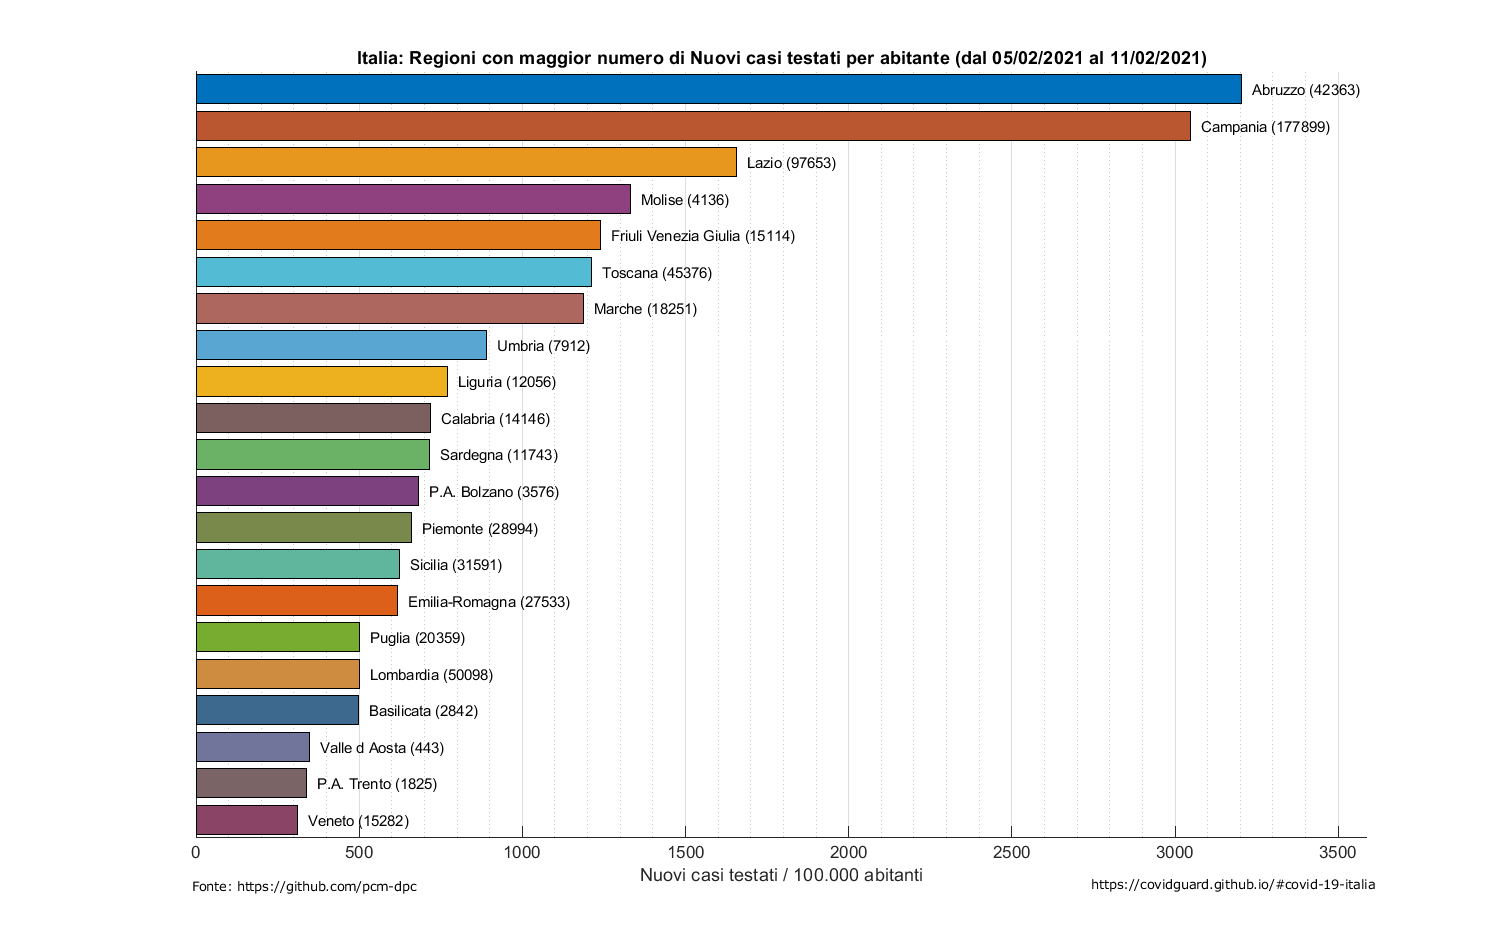 Italia: Regioni con maggior numero di Nuovi casi testati per abitante (dal 05/02/2021 al 11/02/2021)
Abruzzo (42363)
Campania (177899)
Lazio (97653)
Molise (4136)
Friuli Venezia Giulia (15114)
Toscana (45376)
Marche (18251)
Umbria (7912)
Liguria (12056)
Calabria (14146)
Sardegna (11743)
P.A. Bolzano (3576)
Piemonte (28994)
Sicilia (31591)
Emilia-Romagna (27533)
Puglia (20359)
Lombardia (50098)
Basilicata (2842)
Valle d Aosta (443)
P.A. Trento (1825)
Veneto (15282)
0 500 1000 1500 2000 2500 3000 3500
Nuovi casi testati / 100.000 abitanti
Fonte: https://github.com/pcm-dpc
https://covidguard.github.io/#covid-19-italia